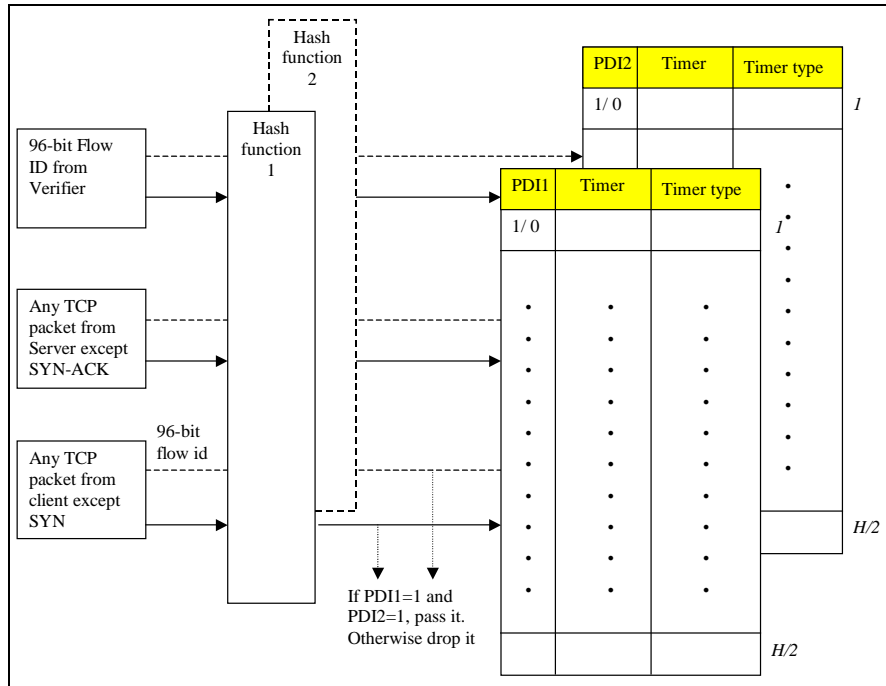 Hash
function
2
Hash
function
1
96-bit Flow
ID from
Verifier
Any TCP
packet from
Server except
SYN-ACK
96-bit
flow id
Any TCP
packet from
client except
SYN
If PDI1=1 and
PDI2=1, pass it.
Otherwise drop it
PDI2 Timer Timer type
1/ 0 1
H/2
PDI1 Timer Timer type
1/ 0 1
H/2